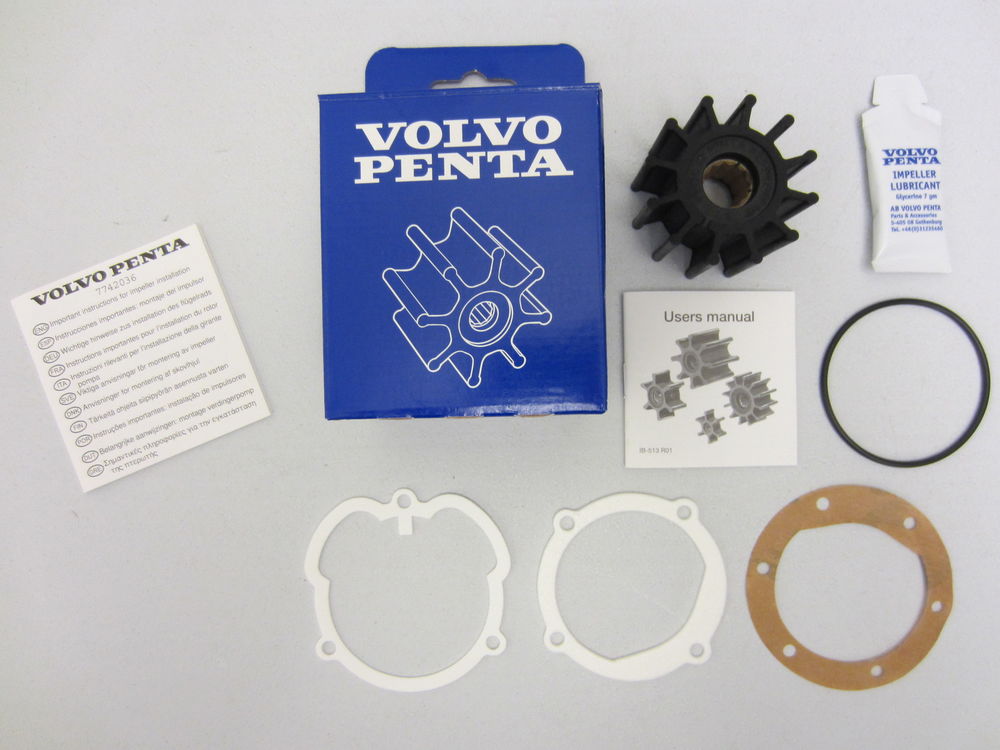 VOLVO
PENTA
VOLVO
PENTA
IMPELLER
LUBRICANT
Glycerine 7 gm
AB VOLVO PENTA
Parts & Accessories
S-405 08 Gothenburg
Tel. +46(0)31235460
VOLVO PENTA
7742036
ENG Important instructions for impeller installation
ESP Instrucciones importantes: montaje del impulsor
DEU Wichtige hinweise zus installation des flügelrads
FRA Instructions importantes pour l'installation du rotor
ITA Instruzioni rilevanti per l'installazione della girante
pompa
SVE Viktiga anvisningar för montering av impeller
DNK Anvisninger for montering af skovlhjul
FIN Tärkeitä ohjeita siipipyörän asennusta varten
POR Instruções importantes: instalação de impulsores
DUT Belangrijke aanwijzingen: montage verdingerpomp
GRE Σημαντικές πληροφορίες για την εγκατάσταση
της πτερωτής
Users manual
IB-513 R01